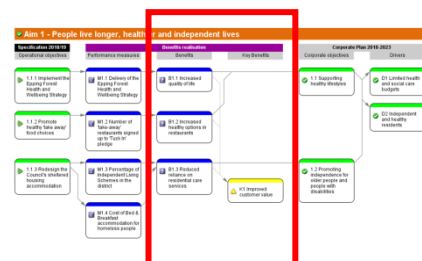 Aim 1 - People live longer, healthier and independent lives
Specification 2018/19
Benefits realisation
Corporate Plan 2018-2023
Operational objectives
Performance measures
Benefits
Key Benefits
Corporate objectives
Drivers
1.1.1 Implement the
Epping Forest
Health and
Wellbeing Strategy
M1.1 Delivery of the
Epping Forest
Health and
Wellbeing Strategy
B1.1 Increased
quality of life
1.1 Supporting
healthy lifestyles
D1 Limited health
and social care
budgets
1.1.2 Promote
healthy 'take away'
food choices
M1.2 Number of
'take-away'
restaurants signed
up to 'Tuck In'
pledge
B1.2 Increased
healthy options in
restaurants
D2 Independent
and healthy
residents
1.1.3 Redesign the
Council's sheltered
housing
accommodation
M1.3 Percentage of
Independent Living
Schemes in the
district
B1.3 Reduced
reliance on
residential care
services
K1 Improved
customer value
1.2 Promoting
independence for
older people and
people with
disabilities
M1.4 Cost of Bed &
Breakfast
accommodation for
homeless people